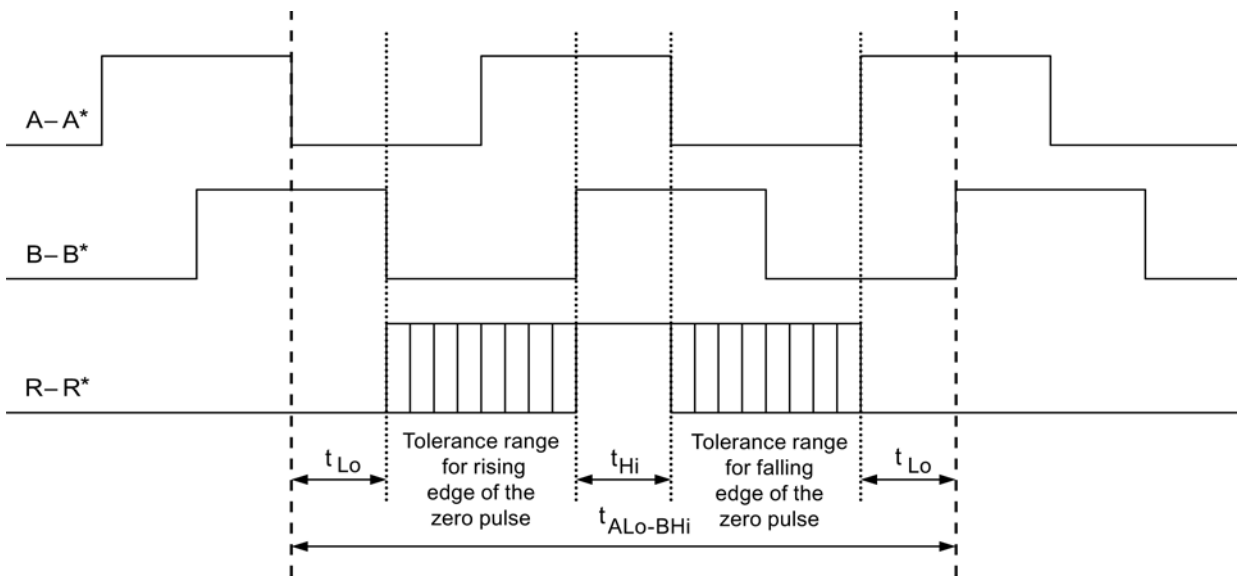 A–A*
B–B*
R–R*
t Lo
Tolerance range
for rising
edge of the
zero pulse
t Hi
Tolerance range
for falling
edge of the
zero pulse
t Lo
t ALo-BHi